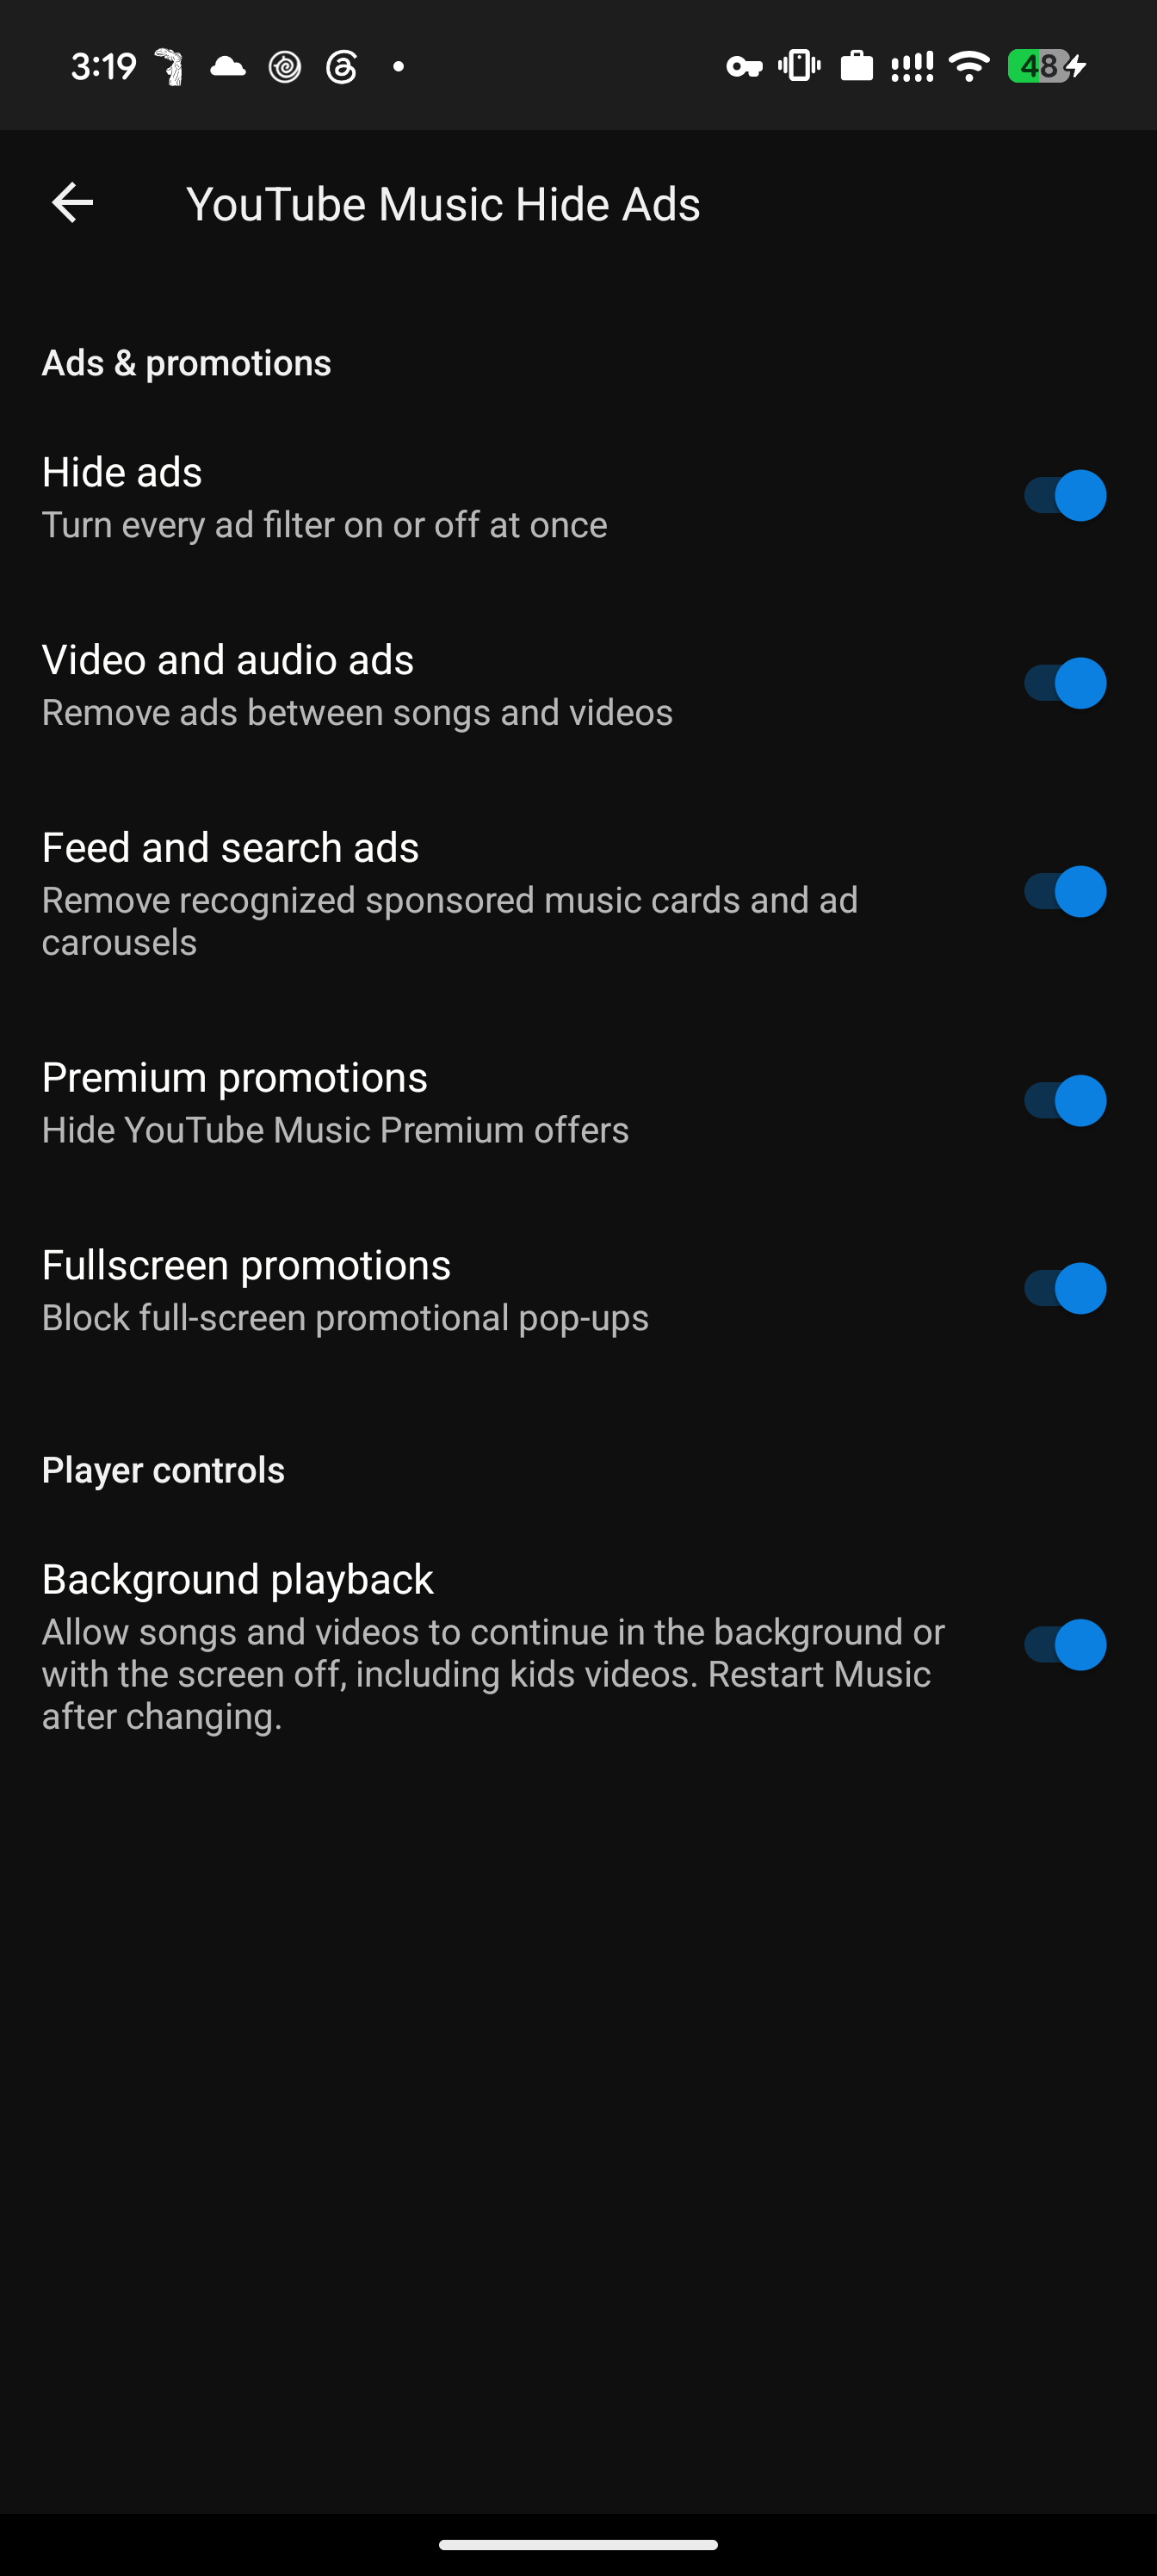 3:19
48
YouTube Music Hide Ads
Ads & promotions
Hide ads
Turn every ad filter on or off at once
Video and audio ads
Remove ads between songs and videos
Feed and search ads
Remove recognized sponsored music cards and ad
carousels
Premium promotions
Hide YouTube Music Premium offers
Fullscreen promotions
Block full-screen promotional pop-ups
Player controls
Background playback
Allow songs and videos to continue in the background or
with the screen off, including kids videos. Restart Music
after changing.